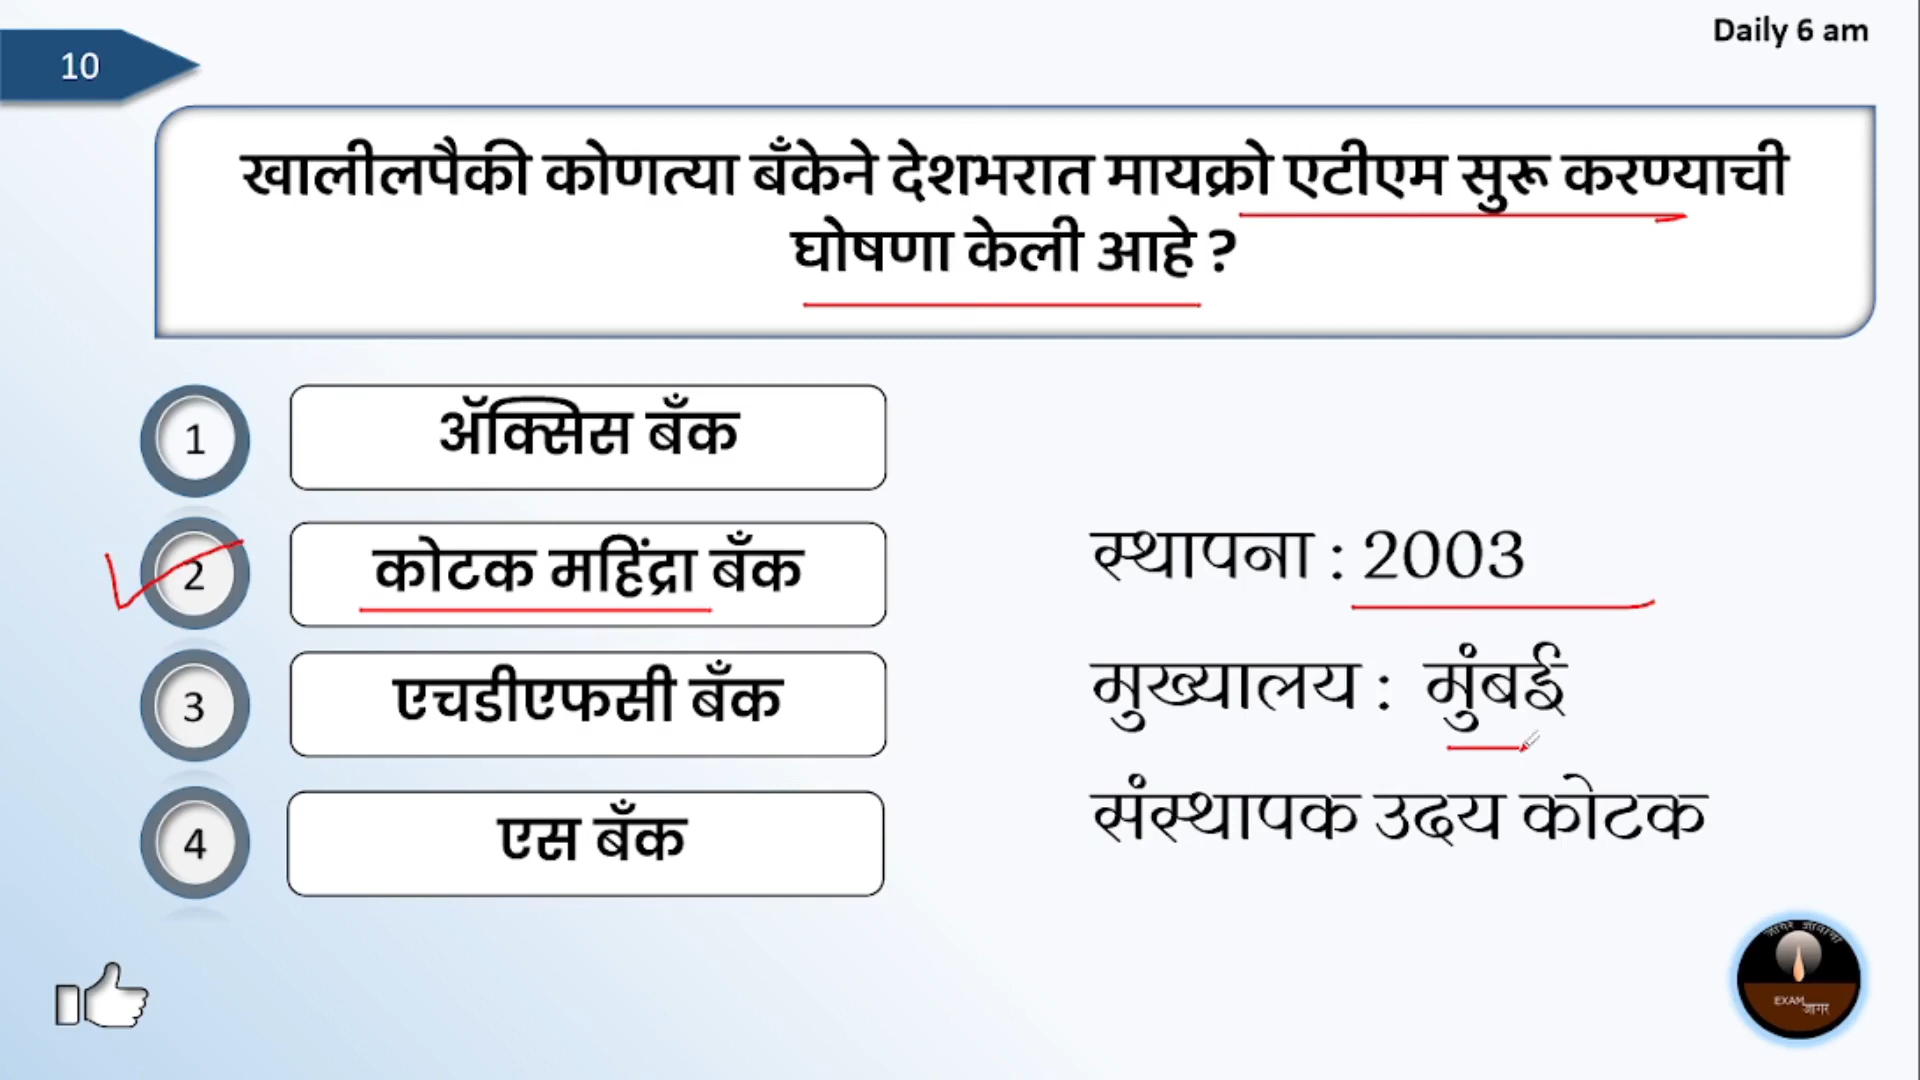 Daily 6 am
10
खालीलपैकी कोणत्या बँकेने देशभरात मायक्रो एटीएम सुरू करण्याची
घोषणा केली आहे ?
1
ॲक्सिस बँक
2
कोटक महिंद्रा बँक
3
एचडीएफसी बँक
4
एस बँक
स्थापना : 2003
मुख्यालय : मुंबई
संस्थापक उदय कोटक
EXAM
जागर